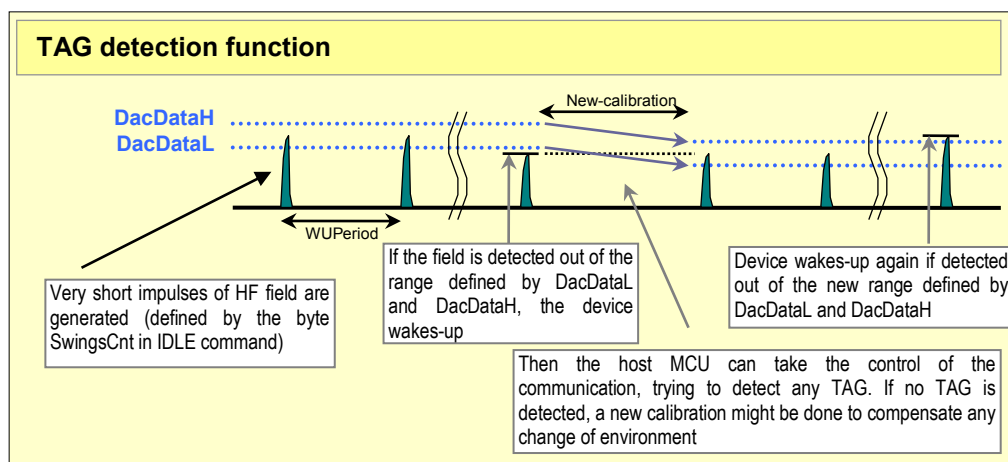 TAG detection function
New-calibration
DacDataH
DacDataL
WUPeriod
Very short impulses of HF field are
generated (defined by the byte
SwingsCnt in IDLE command)
If the field is detected out of the
range defined by DacDataL
and DacDataH, the device
wakes-up
Device wakes-up again if detected
out of the new range defined by
DacDataL and DacDataH
Then the host MCU can take the control of the
communication, trying to detect any TAG. If no TAG is
detected, a new calibration might be done to compensate any
change of environment